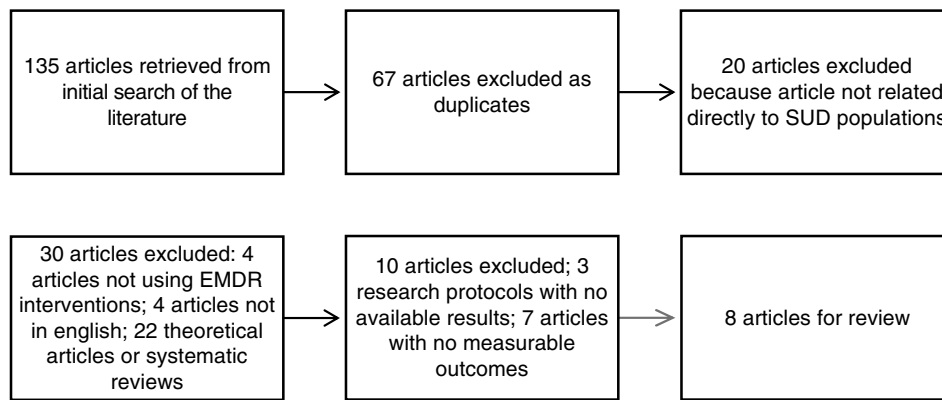 135 articles retrieved from
initial search of the
literature
67 articles excluded as
duplicates
20 articles excluded
because article not related
directly to SUD populations
30 articles excluded: 4
articles not using EMDR
interventions; 4 articles not
in english; 22 theoretical
articles or systematic
reviews
10 articles excluded; 3
research protocols with no
available results; 7 articles
with no measurable
outcomes
8 articles for review